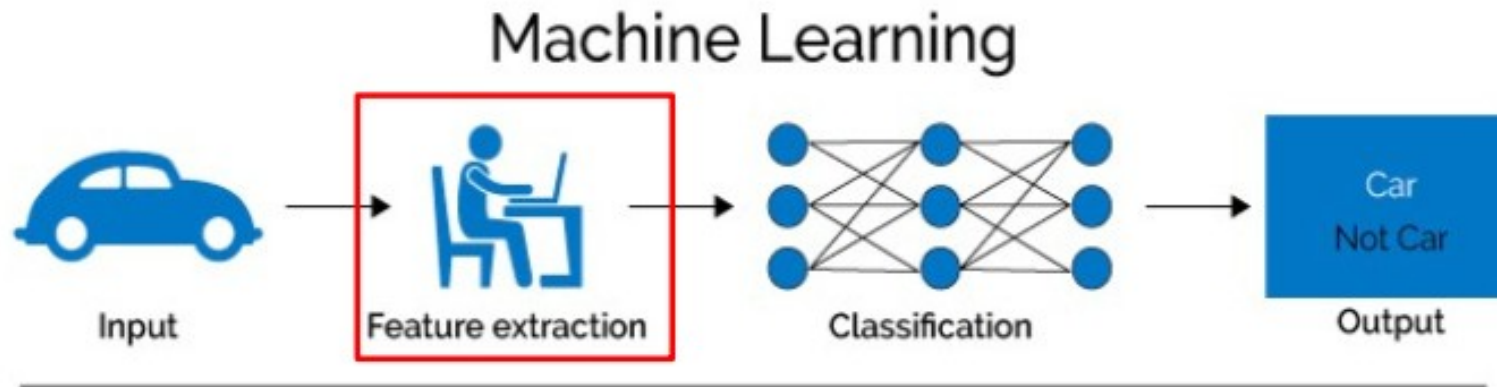 Machine Learning
Car
Not Car
Input
Feature extraction
Classification
Output